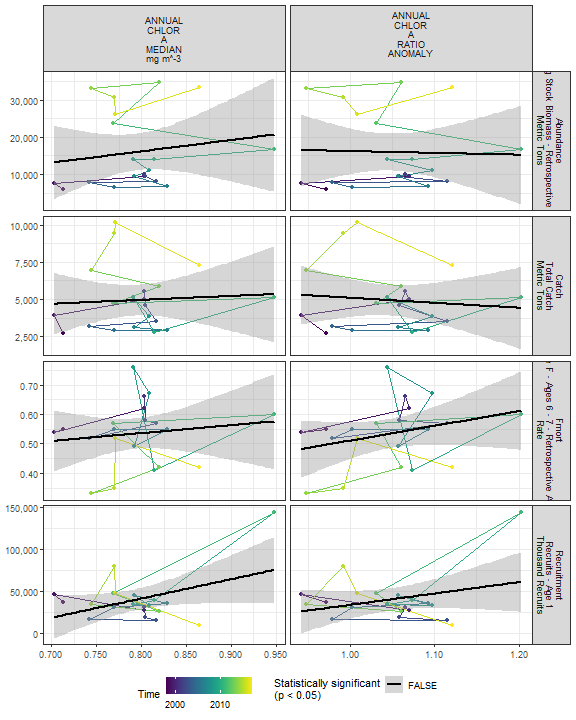 ANNUAL
CHLOR
A
MEDIAN
mg m^-3
ANNUAL
CHLOR
A
RATIO
ANOMALY
30,000
20,000
10,000
Abundance
Stock Biomass - Retrospective
Metric Tons
10,000
7,500
5,000
2,500
Catch
Total Catch
Metric Tons
0.70
0.60
0.50
0.40
Fmort
F - Ages 6 - 7 - Retrospective
Rate
150,000
100,000
50,000
0
Recruitment
Recruits - Age 1
Thousand Recruits
0.700 0.750 0.800 0.850 0.900 0.950
1.00 1.10 1.20
Time
2000 2010
Statistically significant
(p < 0.05)
FALSE